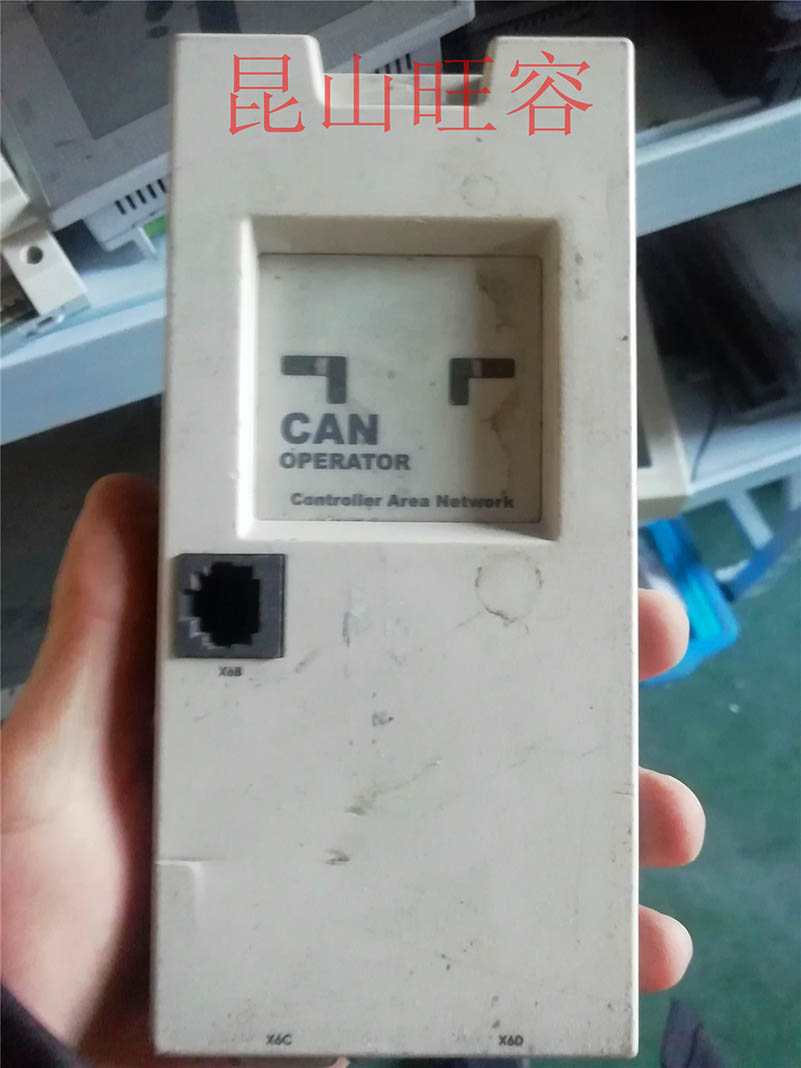 昆山旺容
CAN
OPERATOR
Controller Area Network
X6B
X6C
X6D